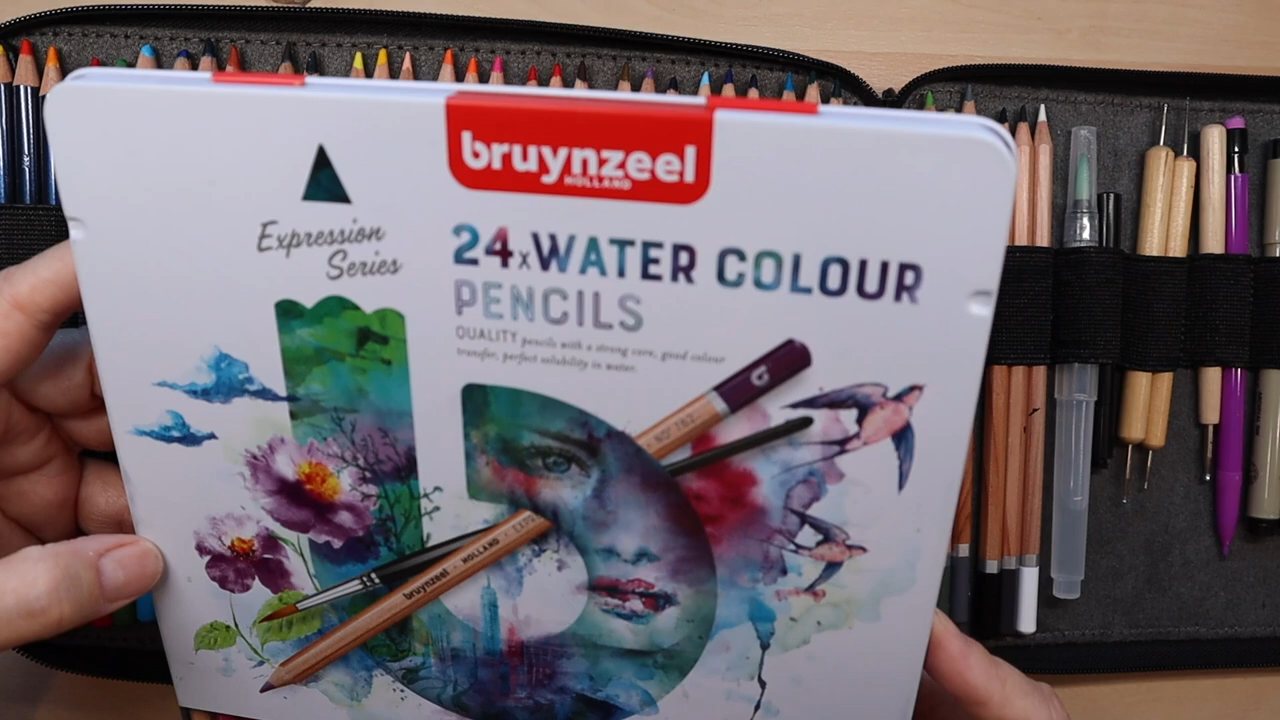 bruynzeel
HOLLAND
Expression
Series
24xWATER COLOUR
PENCILS
QUALITY pencils with a strong core, good colour
transfer, perfect solubility in water.
bruynzeel · HOLLAND · EXPR